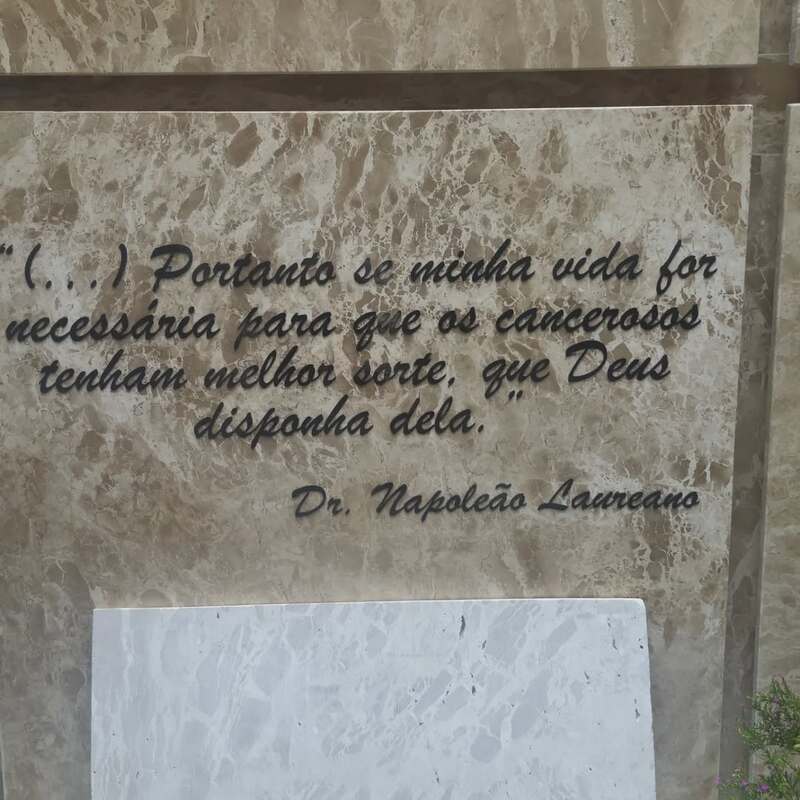 “(...) Portanto se minha vida for
necessária para que os cancerosos
tenham melhor sorte, que Deus
disponha dela.”
Dr. Napoleão Laureano